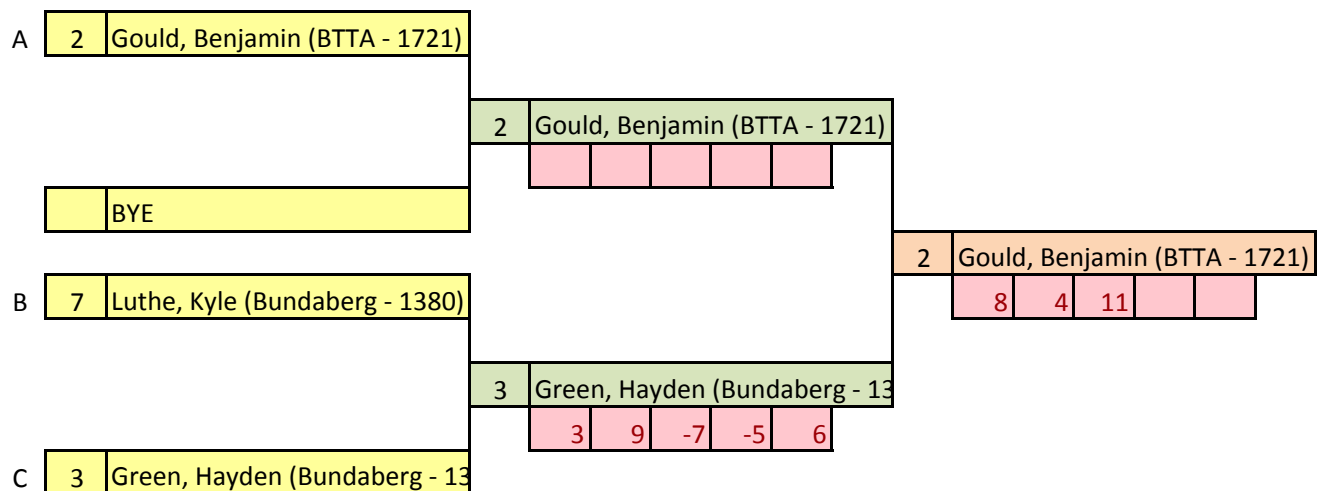 A 2 Gould, Benjamin (BTTA - 1721)
2 Gould, Benjamin (BTTA - 1721)
BYE
2 Gould, Benjamin (BTTA - 1721)
B 7 Luthe, Kyle (Bundaberg - 1380)
8 4 11
3 Green, Hayden (Bundaberg - 13
3 9 -7 -5 6
C 3 Green, Hayden (Bundaberg - 13